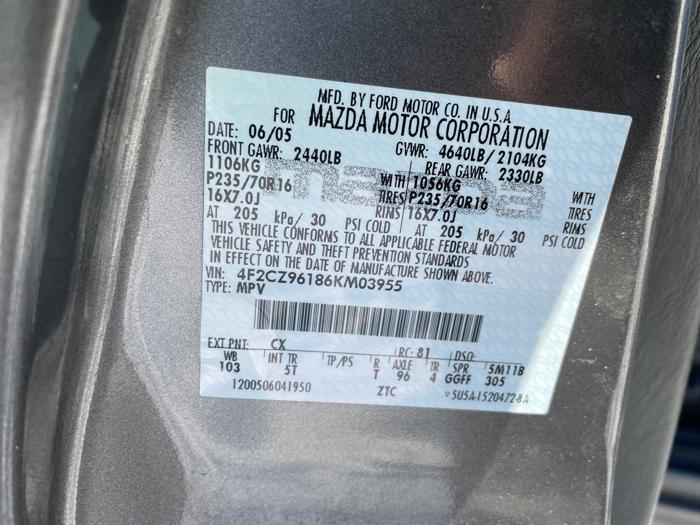 MFD. BY FORD MOTOR CO. IN U.S.A.
FOR MAZDA MOTOR CORPORATION
DATE: 06/05 GVWR: 4640LB/2104KG
FRONT GAWR: 2440LB REAR GAWR: 2330LB
1106KG WITH 1056KG WITH
P235/70R16 TIRES P235/70R16 TIRES
16X7.0J RIMS 16X7.0J RIMS
AT 205 kPa/30 PSI COLD AT 205 kPa/30 PSI COLD
mazda
THIS VEHICLE CONFORMS TO ALL APPLICABLE FEDERAL MOTOR
VEHICLE SAFETY AND THEFT PREVENTION STANDARDS
IN EFFECT ON THE DATE OF MANUFACTURE SHOWN ABOVE.
VIN: 4F2CZ96186KM03955
TYPE: MPV
EXT PNT: CX RC: 81 DSO:
WB INT TR TP/PS R AXLE TR SPR 5M11B
103 5T T 96 4 GGFF 305
1200506041950 ZTC 5U5A-1520472-BA